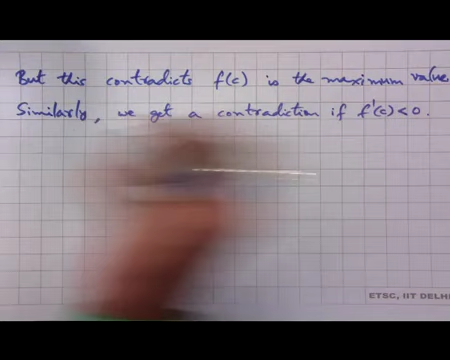 But this contradicts f(c) is the maximum value
Similarly, we get a contradiction if f'(c) < 0.
ETSC, IIT DELHI